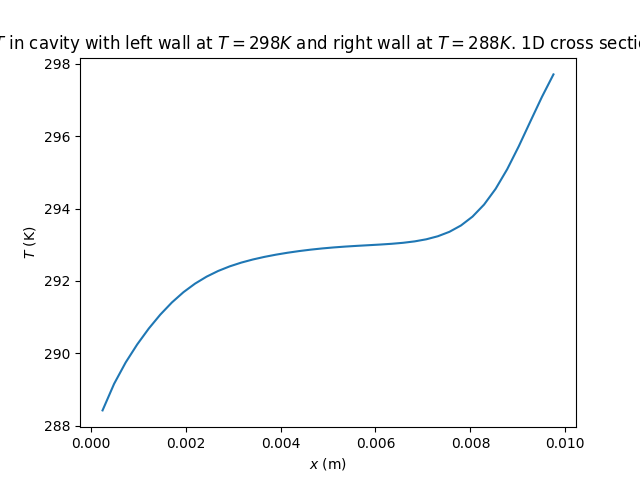 T in cavity with left wall at T = 298K and right wall at T = 288K. 1D cross
298
296
294
292
290
288
T (K)
0.000 0.002 0.004 0.006 0.008 0.010
x (m)